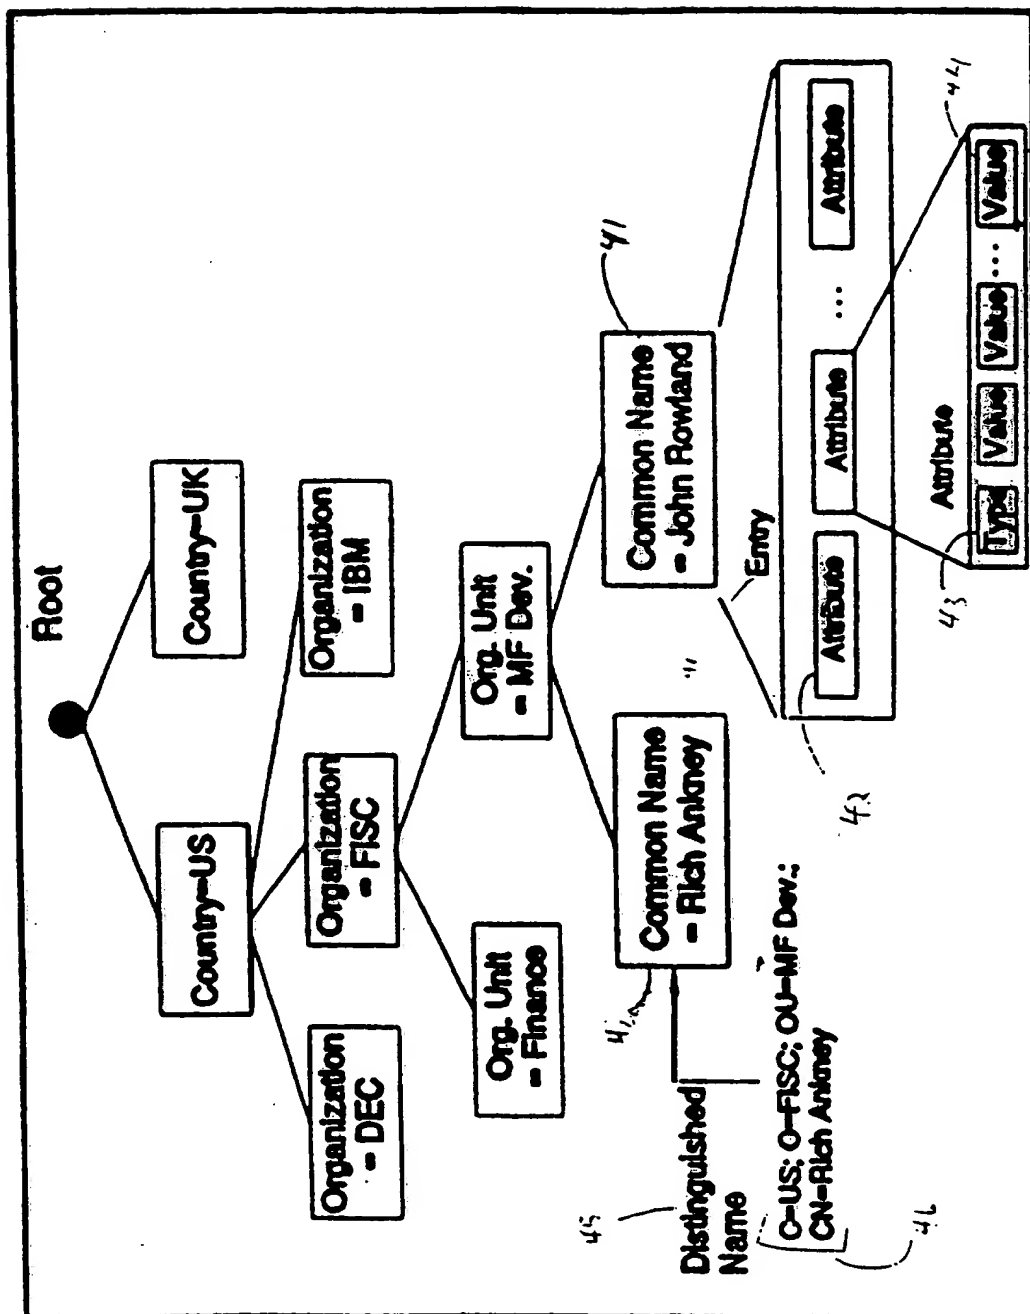 Root
Country=US
Country=UK
Organization
= DEC
Organization
= FISC
Organization
= IBM
Org. Unit
= Finance
Org. Unit
= MF Dev.
Distinguished
Name
45
C=US; O=FISC; OU=MF Dev.;
CN=Rich Ankney
46
Common Name
= Rich Ankney
Common Name
= John Rowland
41
Entry
42
Attribute
Attribute
...
Attribute
Attribute
43
44
Type
Value
Value
...
Value